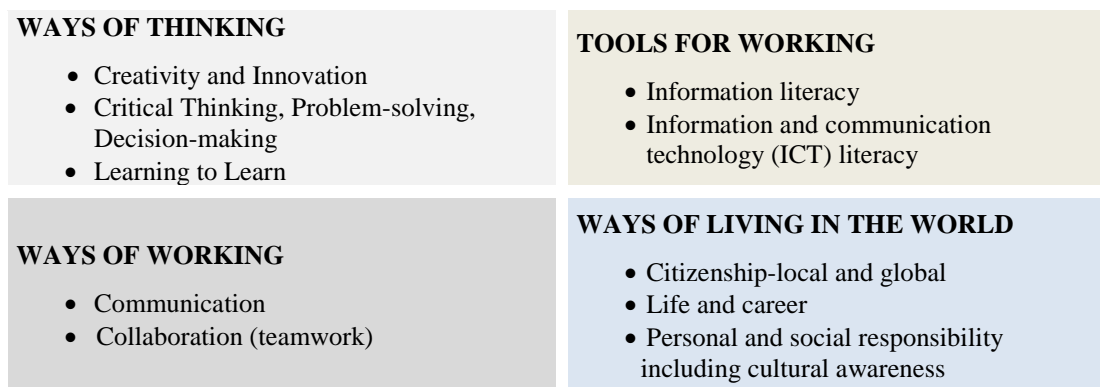 WAYS OF THINKING
• Creativity and Innovation
• Critical Thinking, Problem-solving,
Decision-making
• Learning to Learn
TOOLS FOR WORKING
• Information literacy
• Information and communication
technology (ICT) literacy
WAYS OF WORKING
• Communication
• Collaboration (teamwork)
WAYS OF LIVING IN THE WORLD
• Citizenship-local and global
• Life and career
• Personal and social responsibility
including cultural awareness